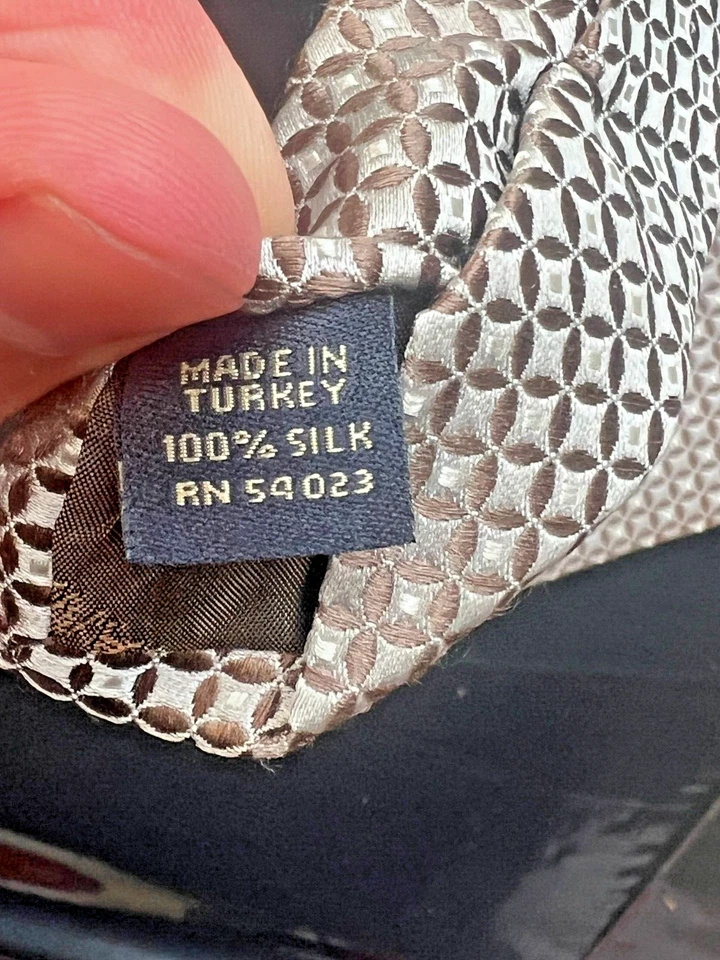 MADE IN
TURKEY
100% SILK
RN 54023